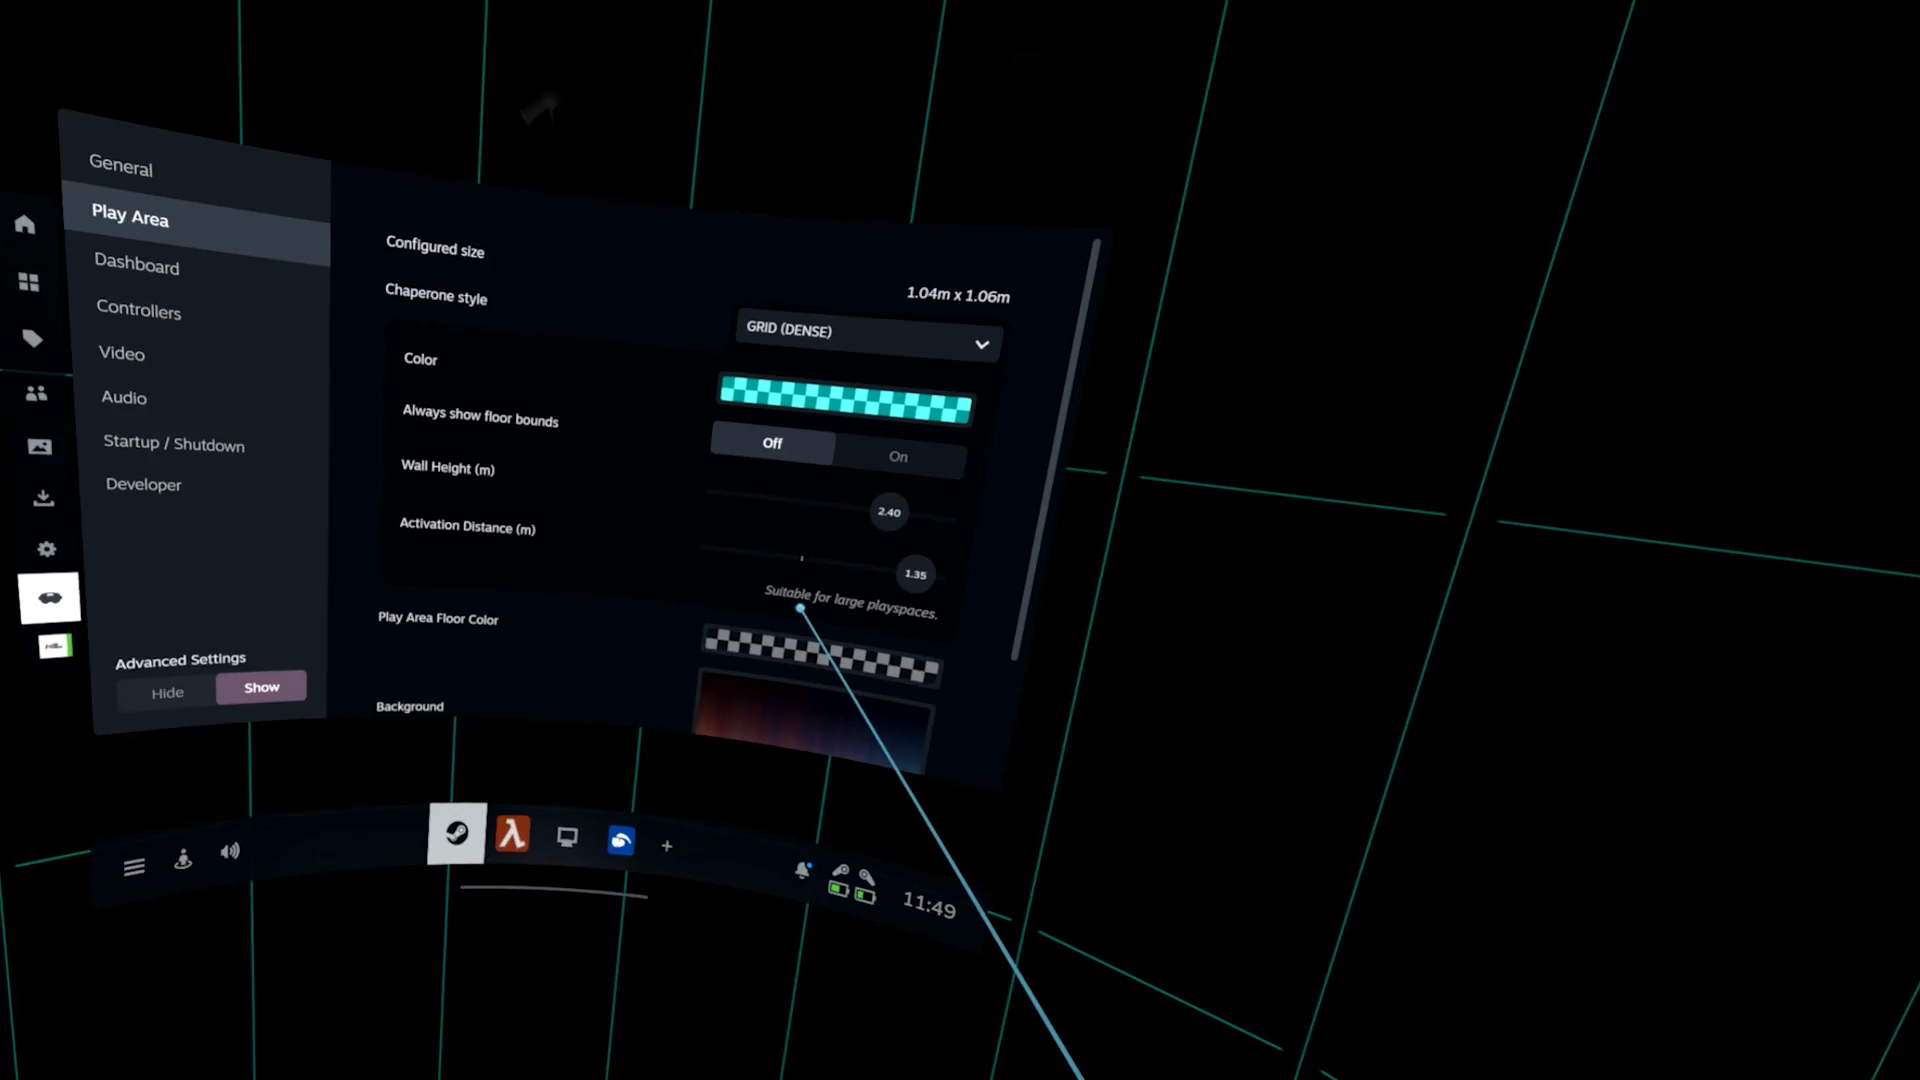 General
Play Area
Dashboard
Controllers
Video
Audio
Startup / Shutdown
Developer
Advanced Settings
Hide
Show
Configured size
1.04m x 1.06m
Chaperone style
GRID (DENSE)
Color
Always show floor bounds
Off
On
Wall Height (m)
2.40
Activation Distance (m)
1.35
Suitable for large playspaces.
Play Area Floor Color
Background
λ
+
11:49